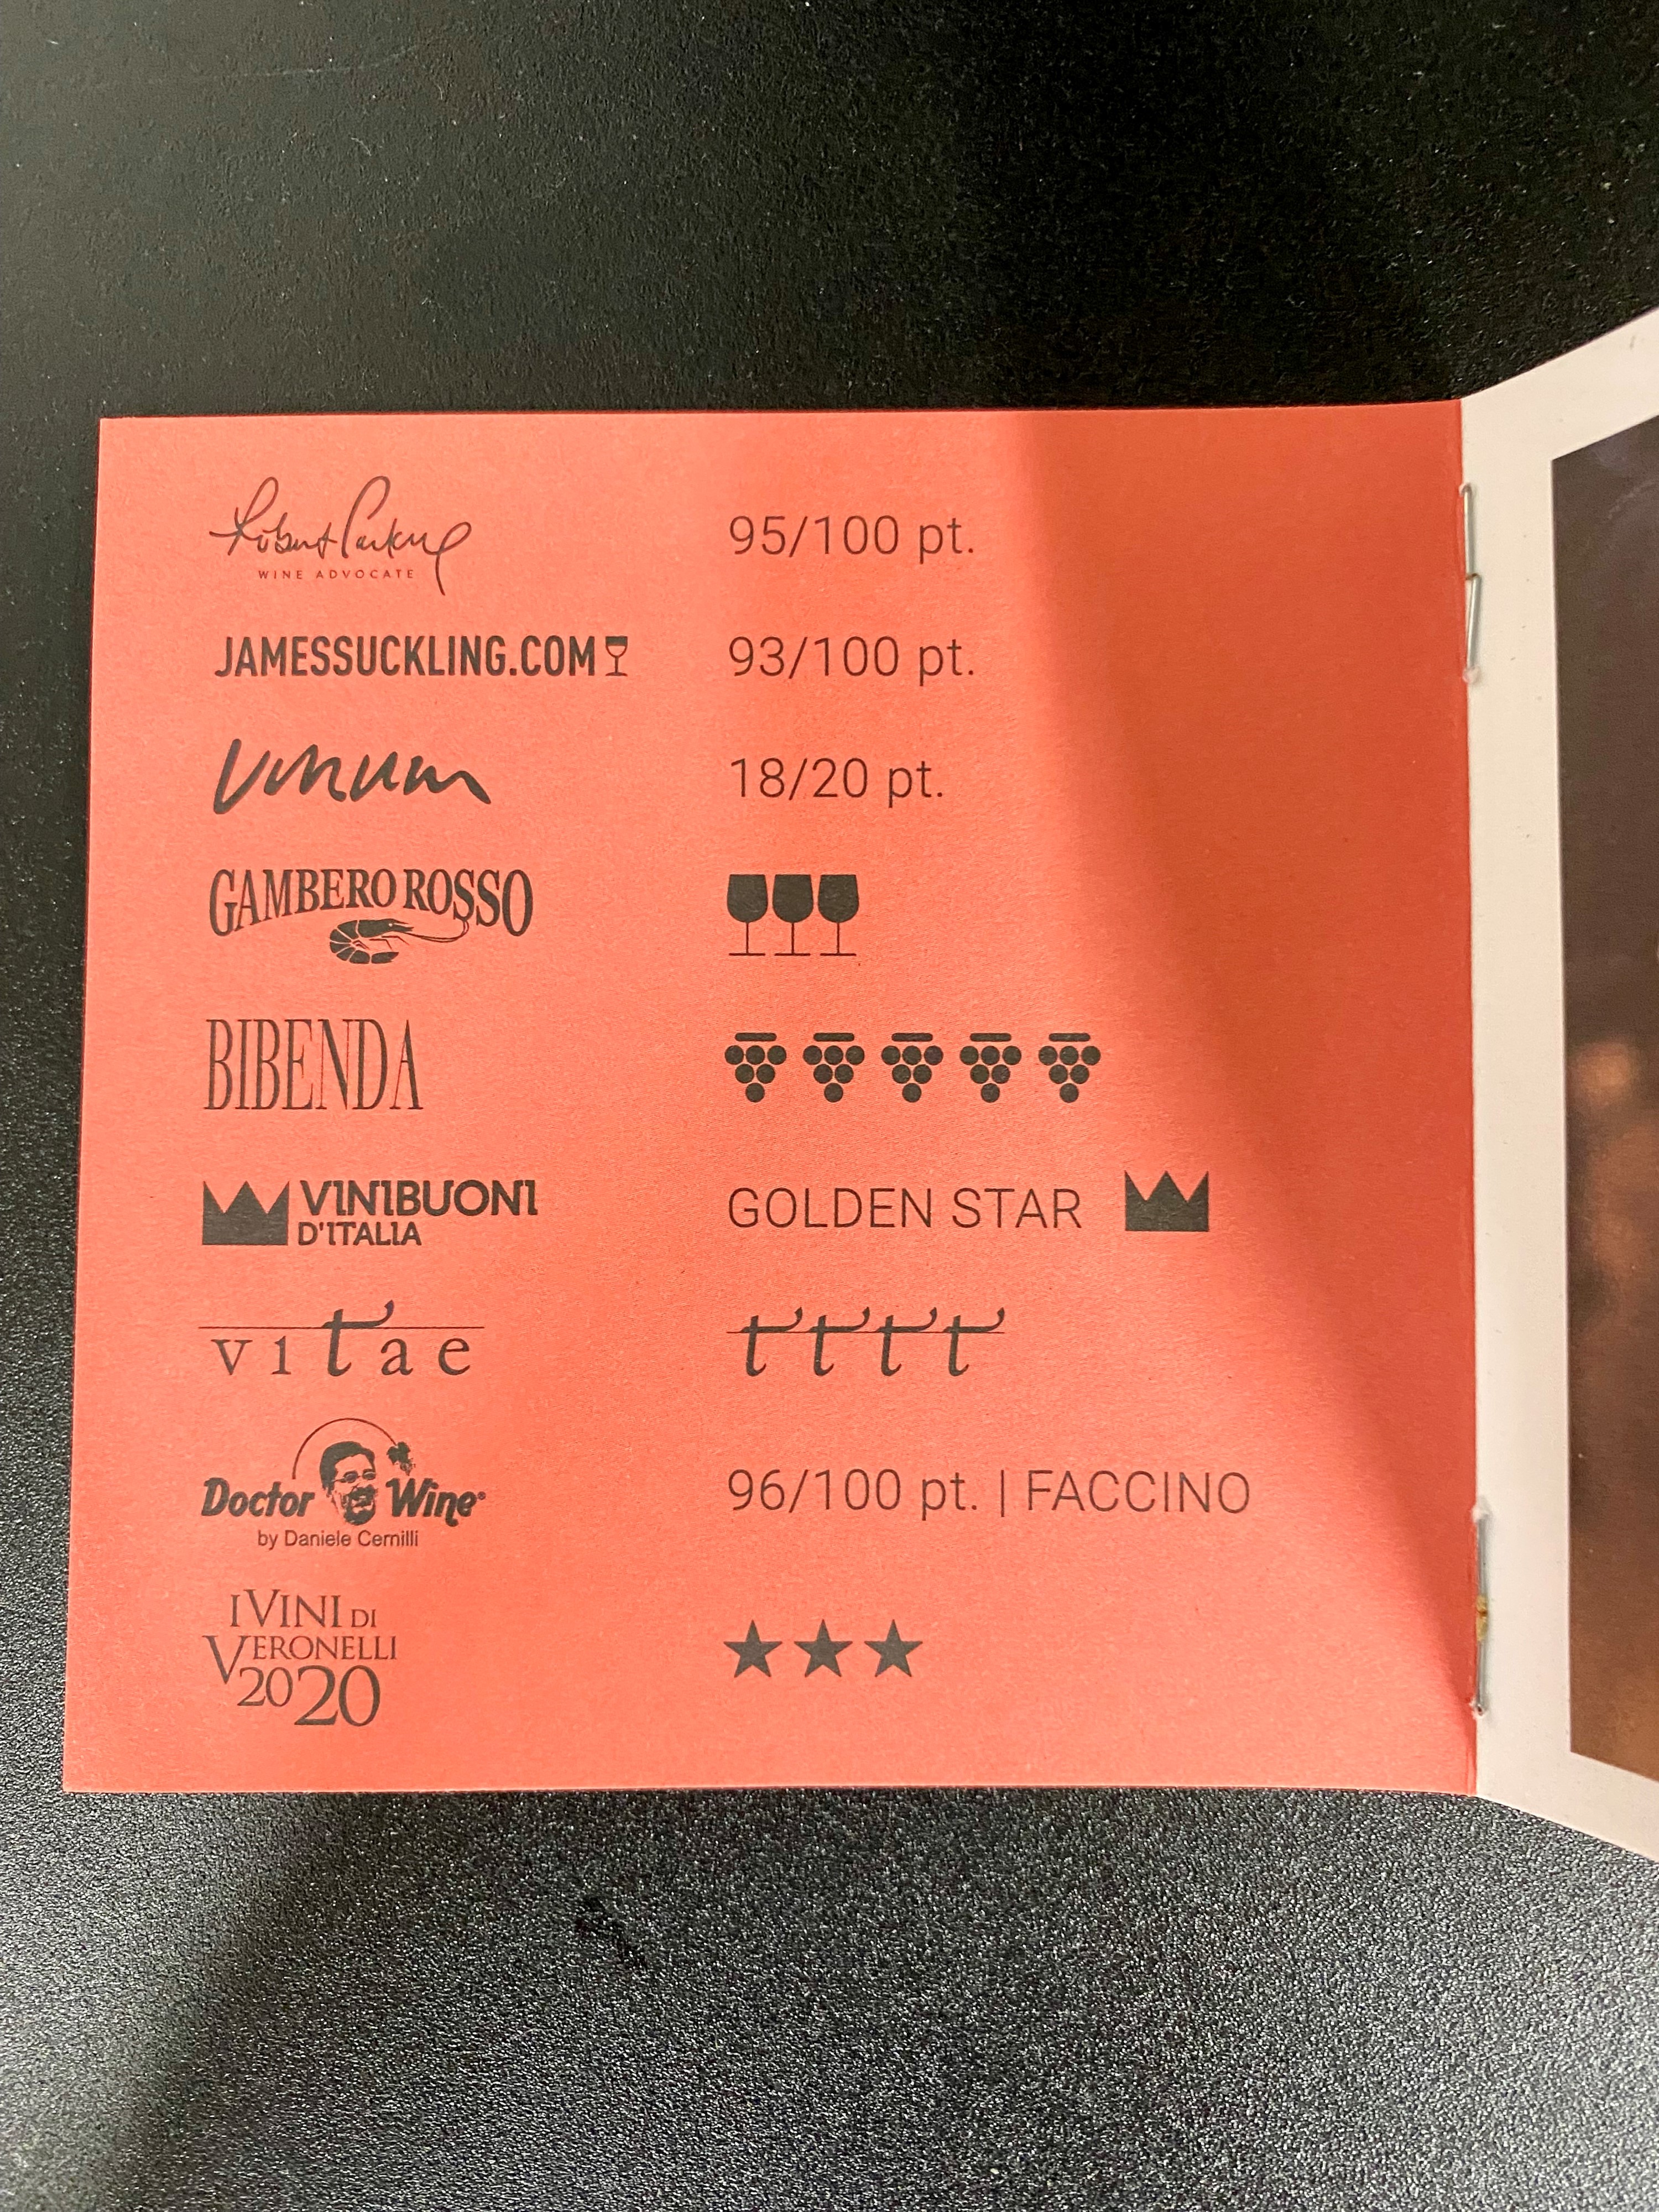 Robert Parker 95/100 pt.
WINE ADVOCATE
JAMESSUCKLING.COM 93/100 pt.
vinum 18/20 pt.
GAMBERO ROSSO
BIBENDA
VINIBUONI
D'ITALIA
GOLDEN STAR
vitae
t t t t
Doctor Wine®
by Daniele Cernilli
96/100 pt. | FACCINO
I VINI DI
VERONELLI
2020